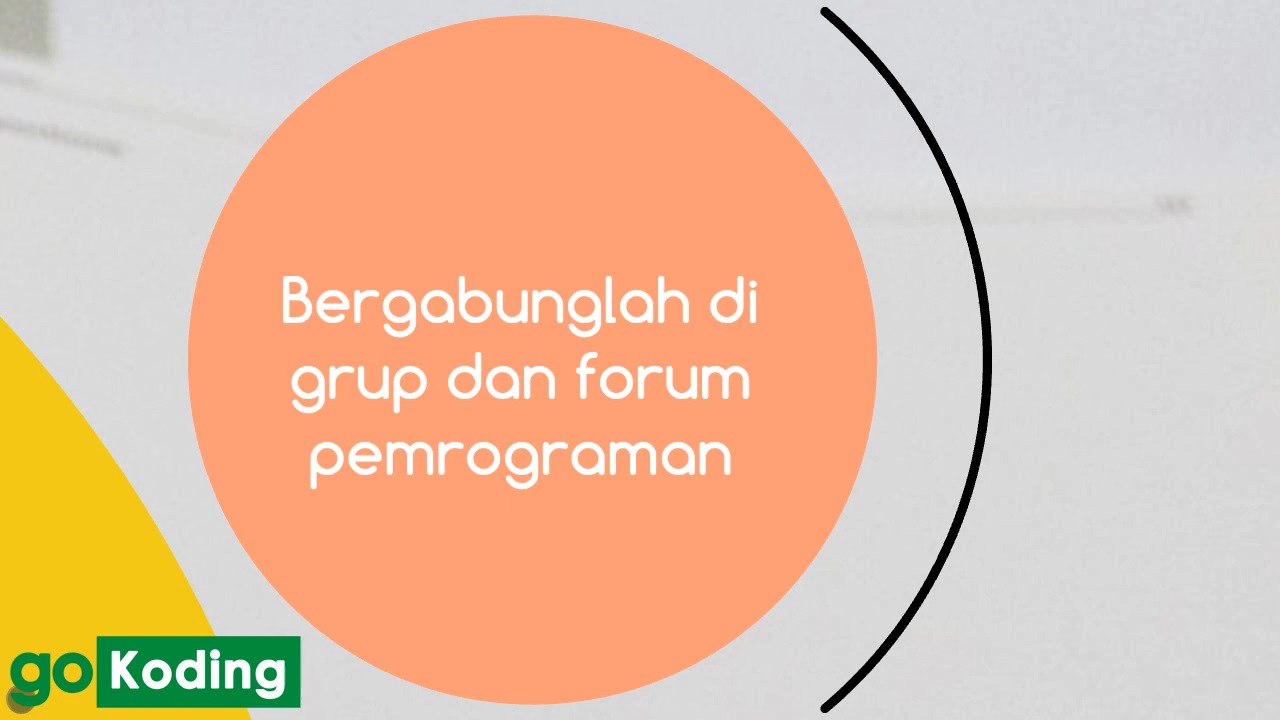 Bergabunglah di
grup dan forum
pemrograman
go Koding